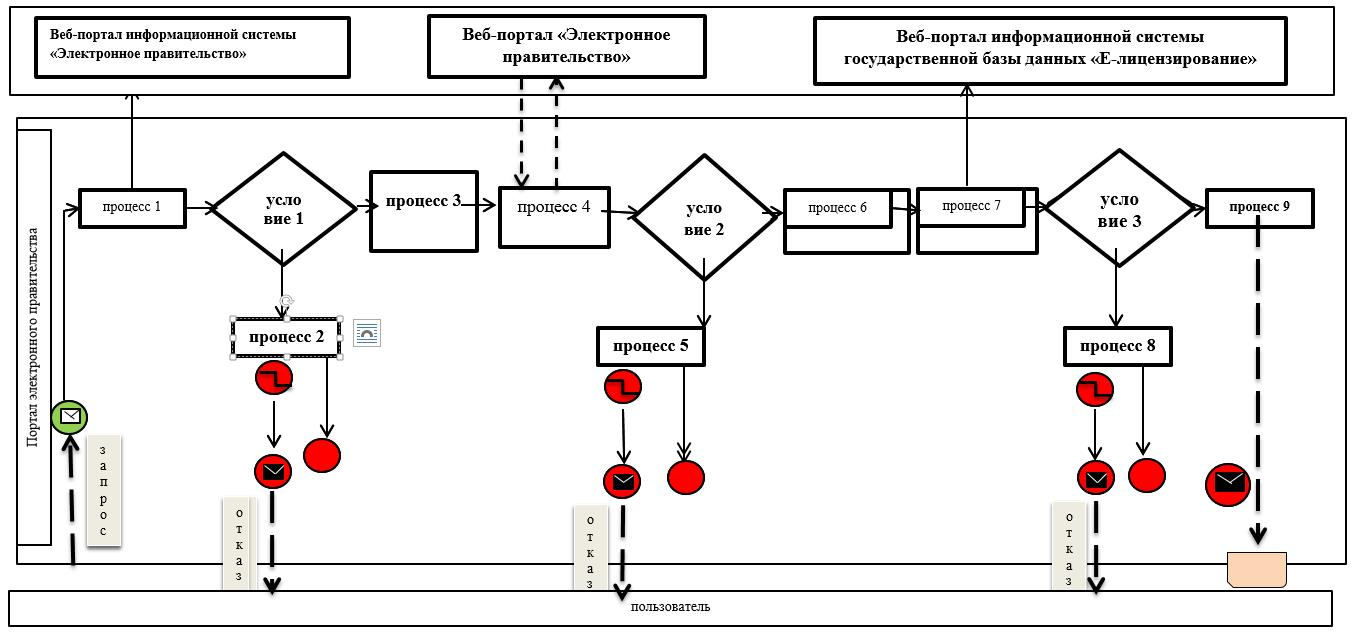 Веб-портал информационной системы
«Электронное правительство»
Веб-портал «Электронное
правительство»
Веб-портал информационной системы
государственной базы данных «Е-лицензирование»
Портал электронного правительства
процесс 1
усло
вие 1
процесс 3
процесс 4
усло
вие 2
процесс 6
процесс 7
усло
вие 3
процесс 9
процесс 2
процесс 5
процесс 8
з
а
п
р
о
с
о
т
к
а
з
о
т
к
а
з
о
т
к
а
з
пользователь